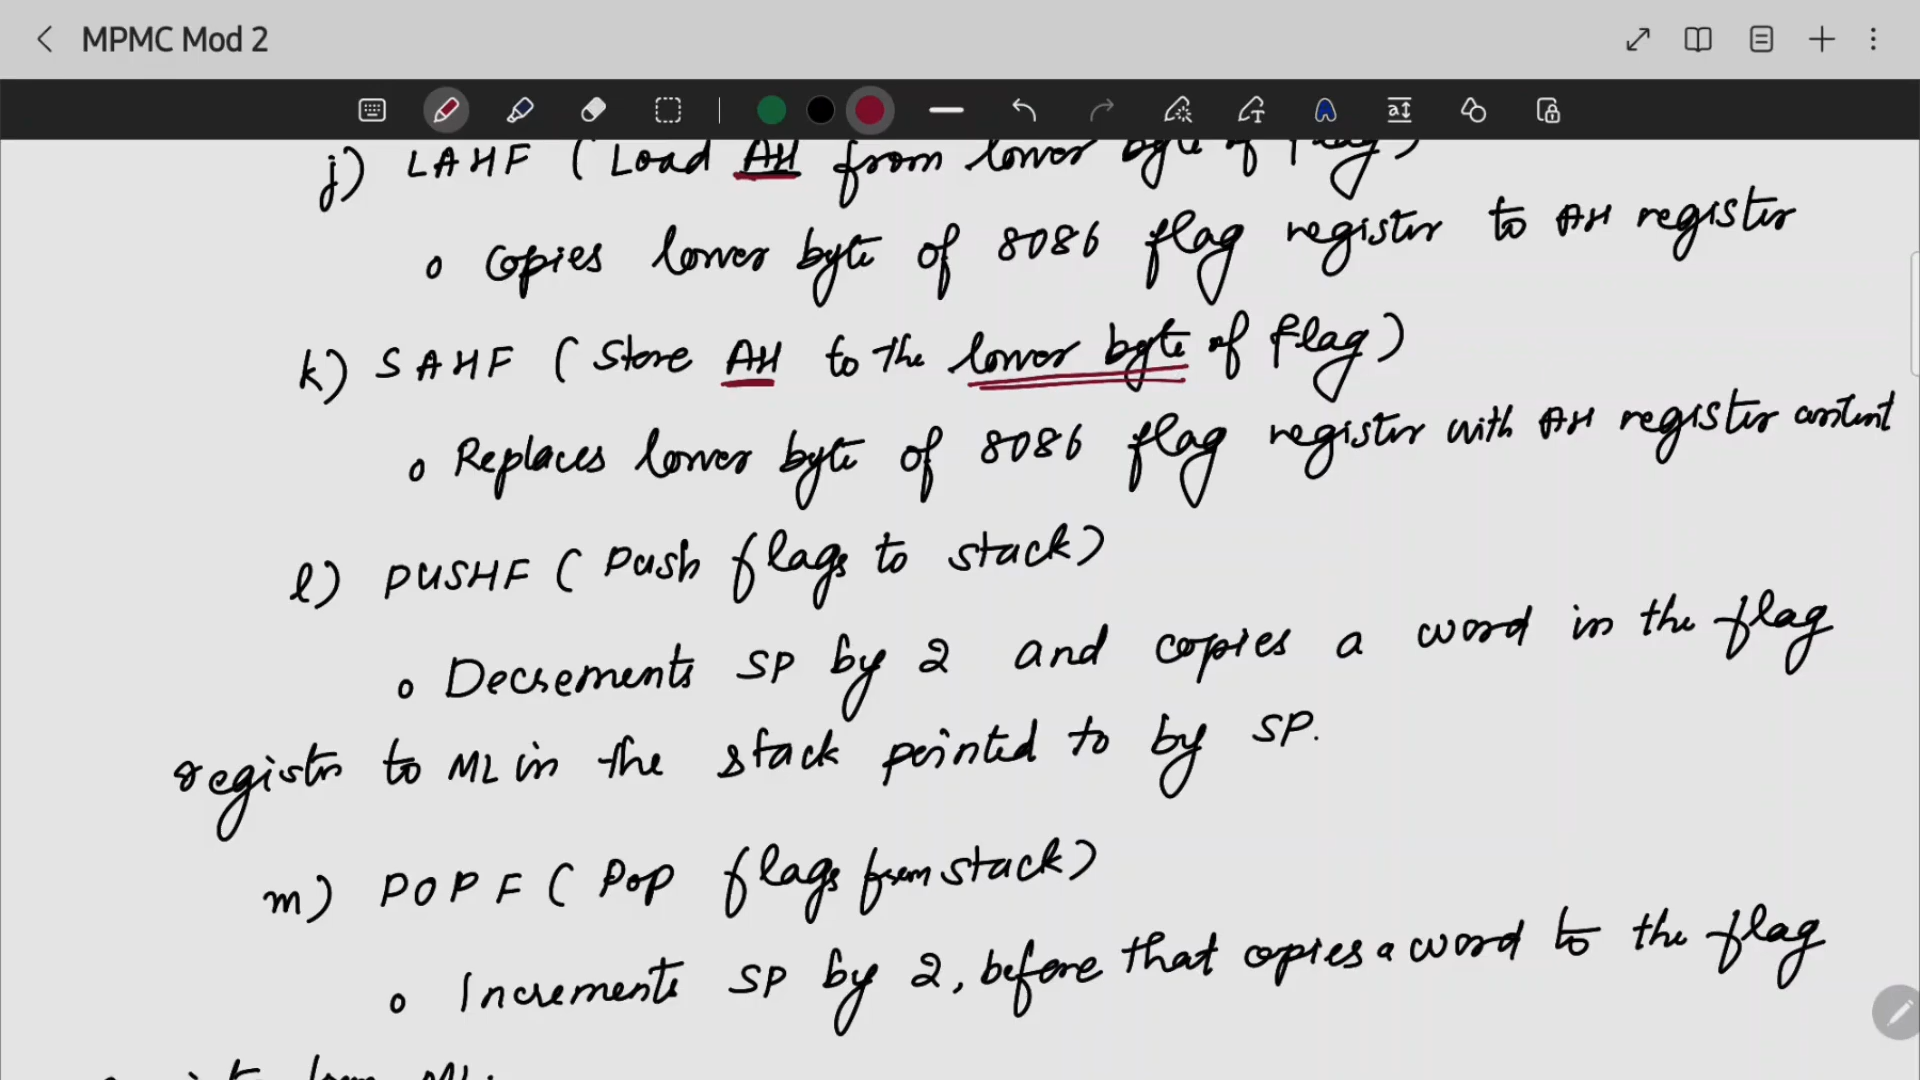 MPMC Mod 2
j) LAHF (Load AH from lower byte of flag)
o Copies lower byte of 8086 flag register to AH register
k) SAHF (Store AH to the lower byte of flag)
o Replaces lower byte of 8086 flag register with AH register content
l) PUSHF (Push flags to stack)
o Decrements SP by 2 and copies a word in the flag
register to ML in the stack pointed to by SP.
m) POPF (Pop flags from stack)
o Increments SP by 2, before that copies a word to the flag